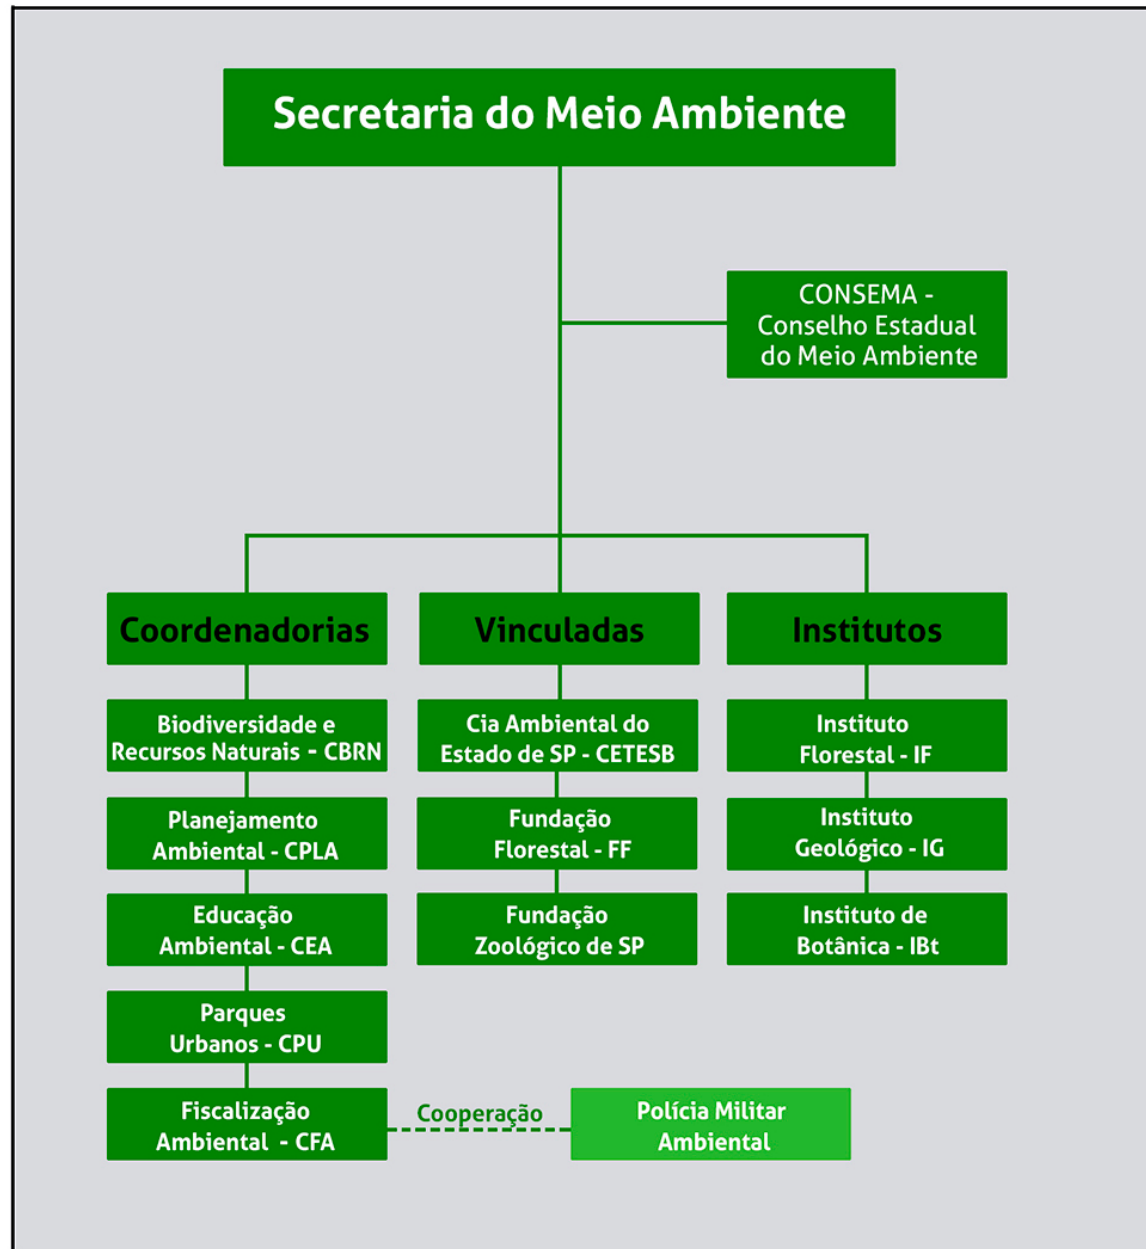 Secretaria do Meio Ambiente
CONSEMA -
Conselho Estadual
do Meio Ambiente
Coordenadorias
Biodiversidade e
Recursos Naturais - CBRN
Planejamento
Ambiental - CPLA
Educação
Ambiental - CEA
Parques
Urbanos - CPU
Fiscalização
Ambiental - CFA
Cooperação
Polícia Militar
Ambiental
Vinculadas
Cia Ambiental do
Estado de SP - CETESB
Fundação
Florestal - FF
Fundação
Zoológico de SP
Institutos
Instituto
Florestal - IF
Instituto
Geológico - IG
Instituto de
Botânica - IBt